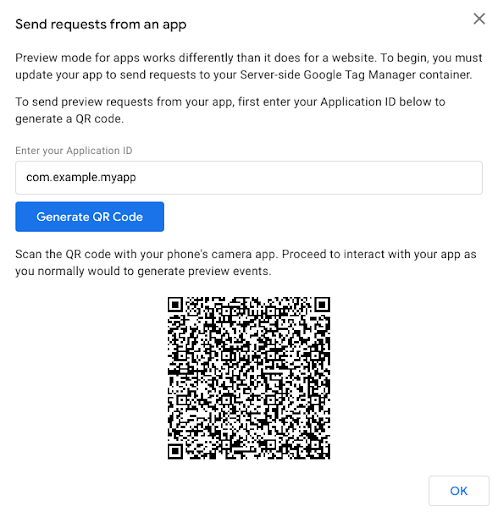 Send requests from an app
Preview mode for apps works differently than it does for a website. To begin, you must
update your app to send requests to your Server-side Google Tag Manager container.
To send preview requests from your app, first enter your Application ID below to
generate a QR code.
Enter your Application ID
com.example.myapp
Generate QR Code
Scan the QR code with your phone's camera app. Proceed to interact with your app as
you normally would to generate preview events.
OK